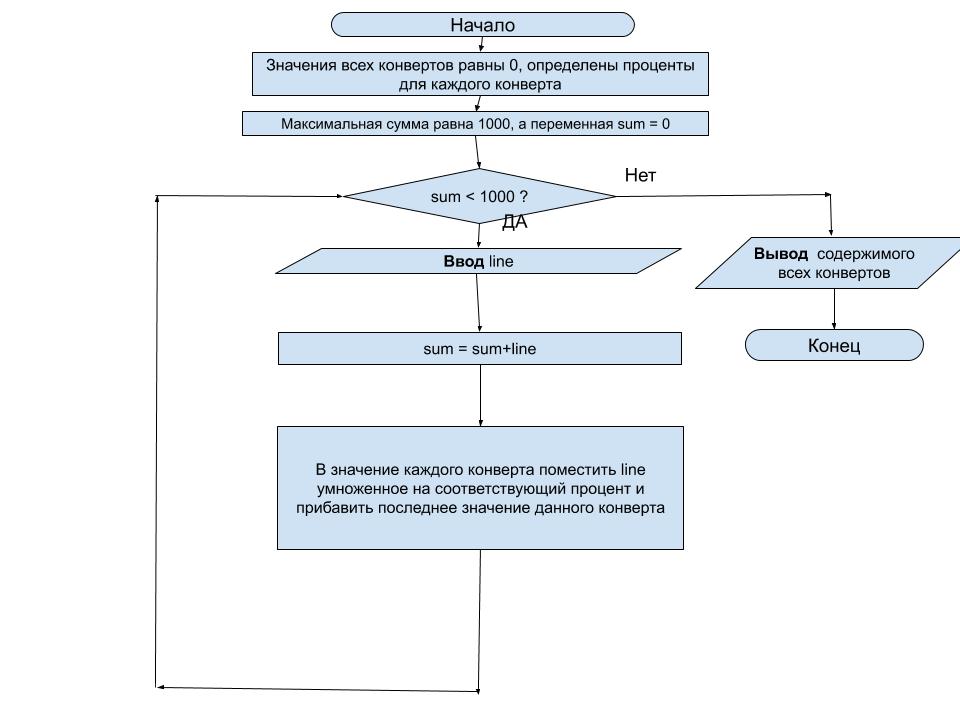 Начало
Значения всех конвертов равны 0, определены проценты
для каждого конверта
Максимальная сумма равна 1000, а переменная sum = 0
sum < 1000 ?
Нет
ДА
Ввод line
Вывод содержимого
всех конвертов
sum = sum+line
Конец
В значение каждого конверта поместить line
умноженное на соответствующий процент и
прибавить последнее значение данного конверта